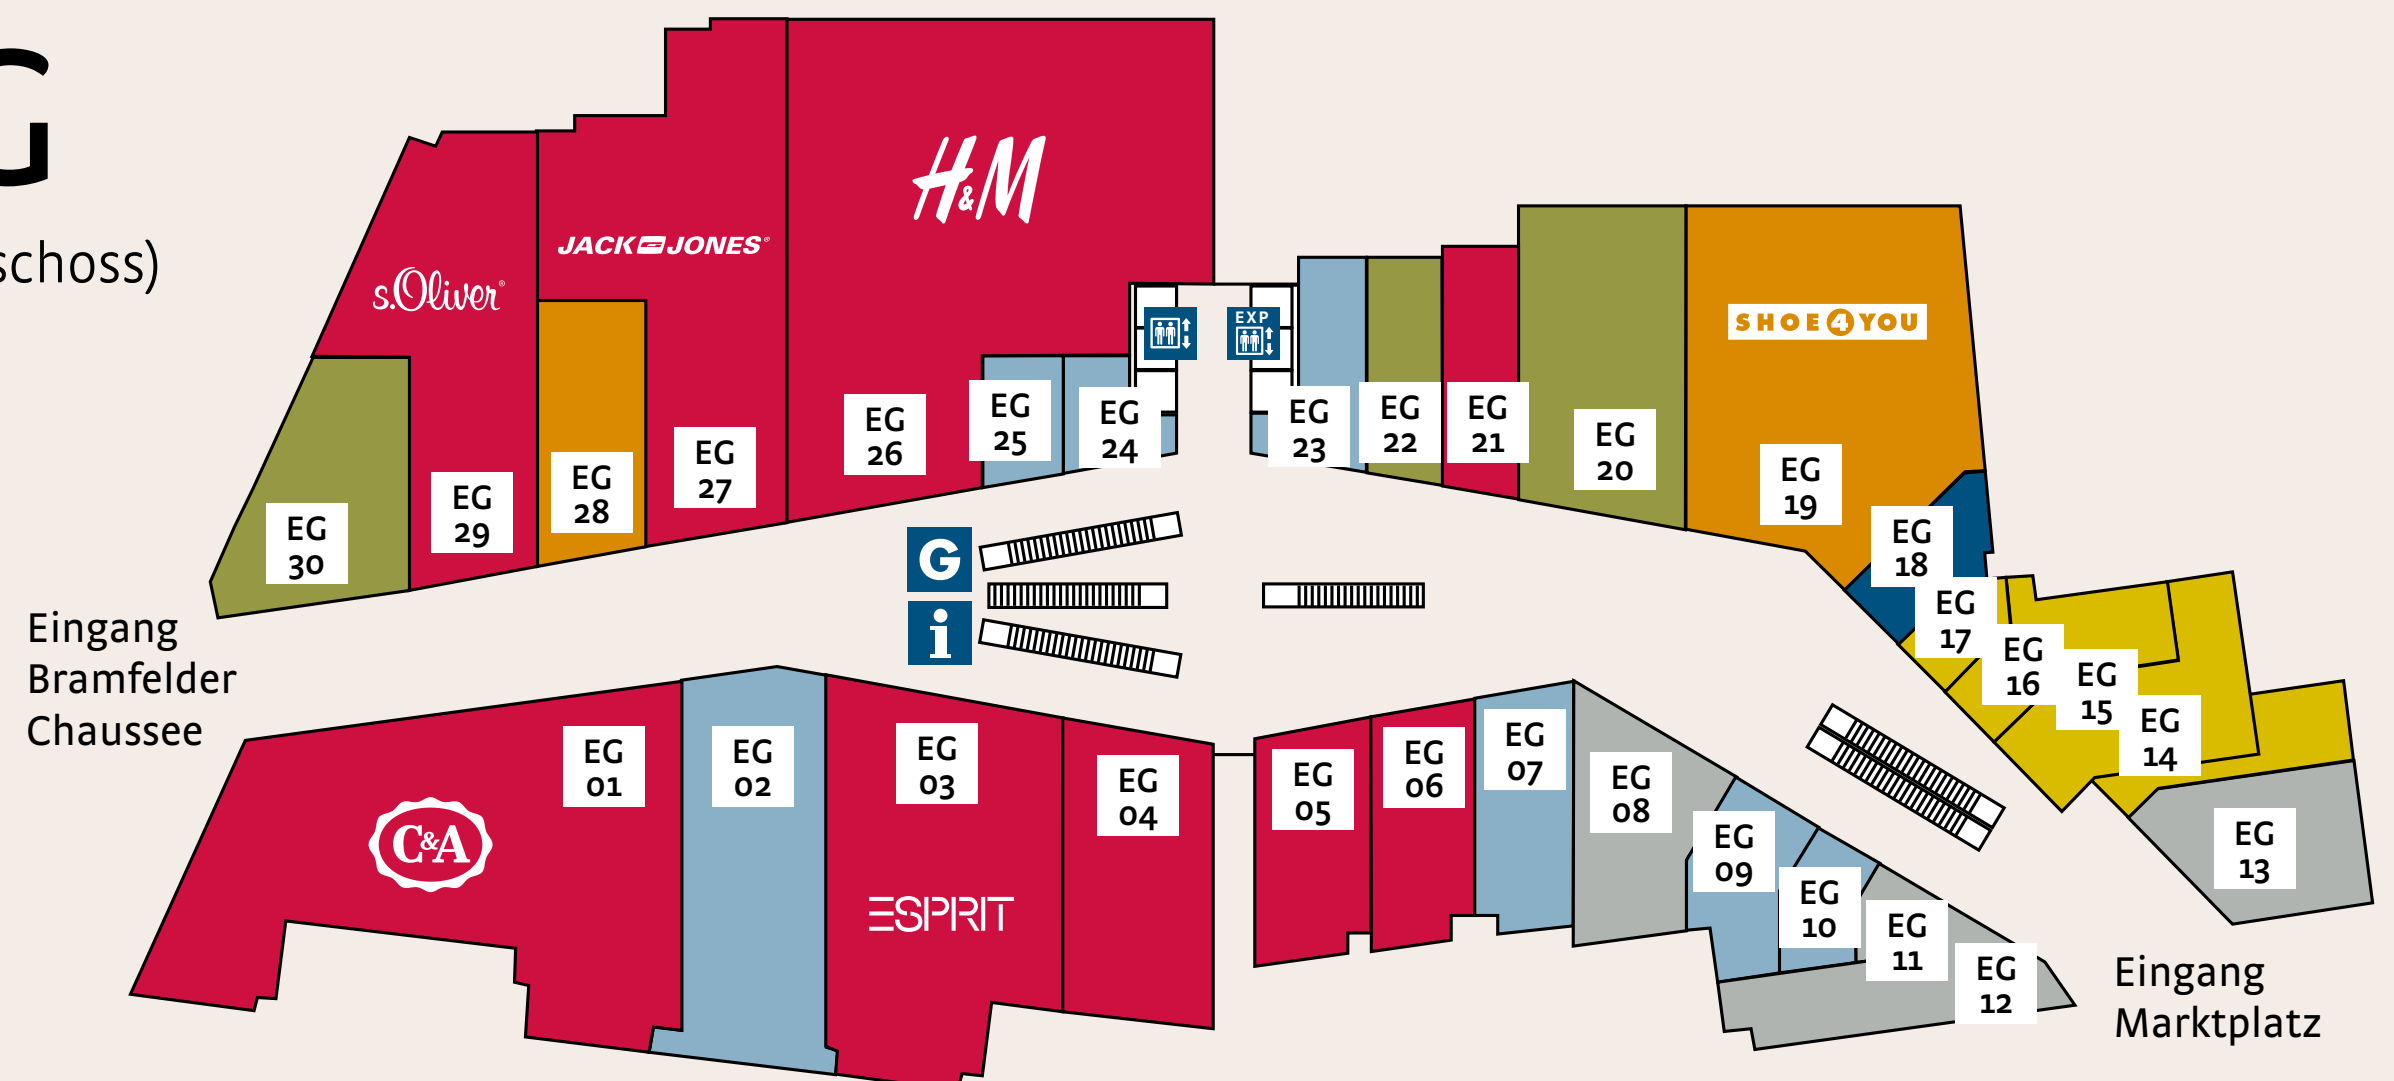 G
schoss)
H&M
JACK JONES®
s.Oliver®
SHOE 4 YOU
EXP
EG
30
EG
29
EG
28
EG
27
EG
26
EG
25
EG
24
EG
23
EG
22
EG
21
EG
20
EG
19
EG
18
EG
17
EG
16
EG
15
EG
14
EG
13
G
i
Eingang
Bramfelder
Chaussee
EG
01
EG
02
EG
03
EG
04
EG
05
EG
06
EG
07
EG
08
EG
09
EG
10
EG
11
EG
12
C&A
ESPRIT
Eingang
Marktplatz